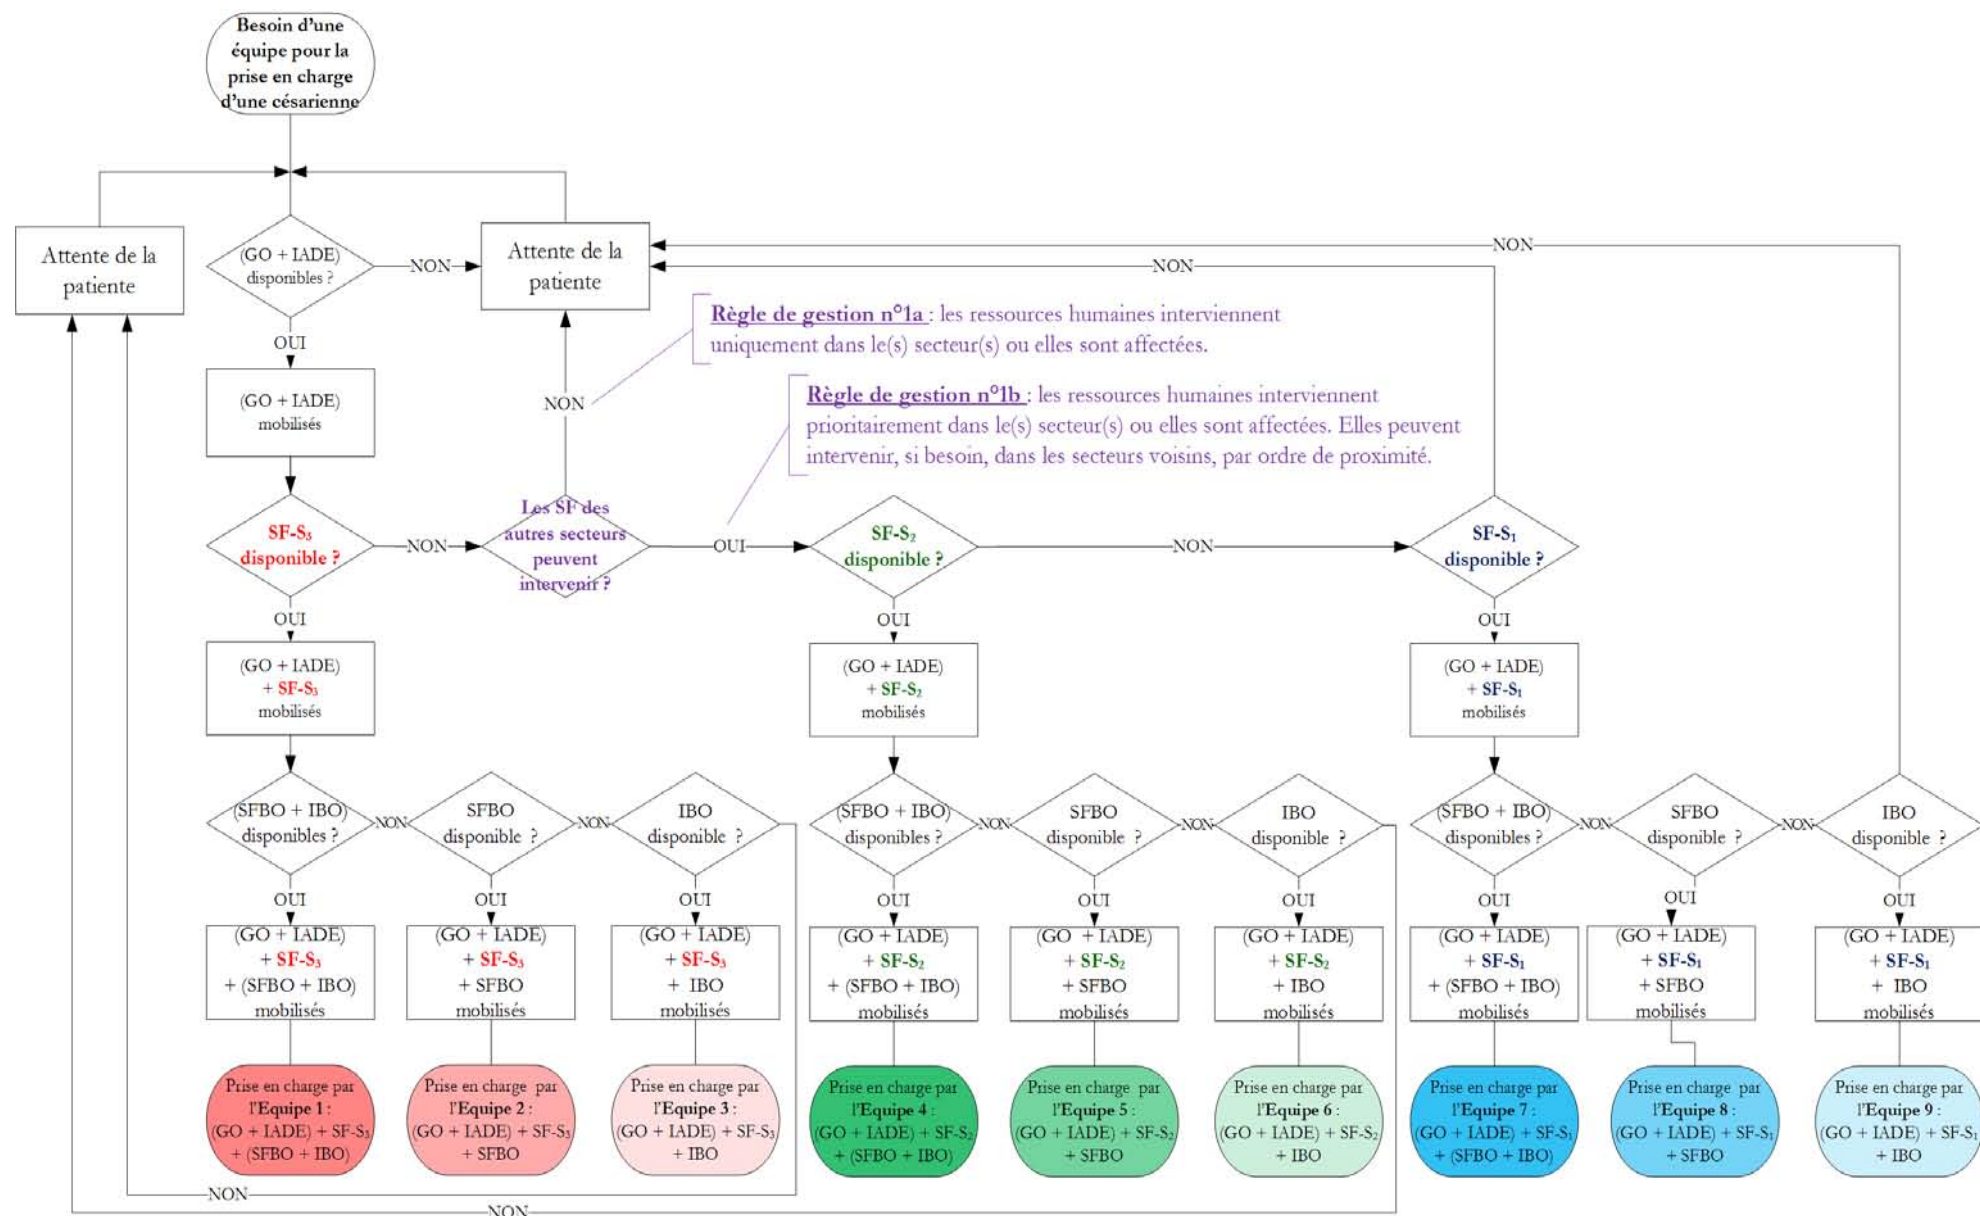 Besoin d'une
équipe pour la
prise en charge
d'une césarienne
Attente de la
patiente
(GO + IADE)
disponibles ?
NON
Attente de la
patiente
NON
NON
OUI
Règle de gestion n°1a : les ressources humaines interviennent
uniquement dans le(s) secteur(s) ou elles sont affectées.
(GO + IADE)
mobilisés
NON
Règle de gestion n°1b : les ressources humaines interviennent
prioritairement dans le(s) secteur(s) ou elles sont affectées. Elles peuvent
intervenir, si besoin, dans les secteurs voisins, par ordre de proximité.
SF-S₃
disponible ?
NON
Les SF des
autres secteurs
peuvent
intervenir ?
OUI
SF-S₂
disponible ?
NON
SF-S₁
disponible ?
OUI
OUI
OUI
(GO + IADE)
+ SF-S₃
mobilisés
(GO + IADE)
+ SF-S₂
mobilisés
(GO + IADE)
+ SF-S₁
mobilisés
(SFBO + IBO)
disponibles ?
NON
SFBO
disponible ?
NON
IBO
disponible ?
(SFBO + IBO)
disponibles ?
NON
SFBO
disponible ?
NON
IBO
disponible ?
(SFBO + IBO)
disponibles ?
NON
SFBO
disponible ?
NON
IBO
disponible ?
OUI
OUI
OUI
OUI
OUI
OUI
OUI
OUI
OUI
(GO + IADE)
+ SF-S₃
+ (SFBO + IBO)
mobilisés
(GO + IADE)
+ SF-S₃
+ SFBO
mobilisés
(GO + IADE)
+ SF-S₃
+ IBO
mobilisés
(GO + IADE)
+ SF-S₂
+ (SFBO + IBO)
mobilisés
(GO + IADE)
+ SF-S₂
+ SFBO
mobilisés
(GO + IADE)
+ SF-S₂
+ IBO
mobilisés
(GO + IADE)
+ SF-S₁
+ (SFBO + IBO)
mobilisés
(GO + IADE)
+ SF-S₁
+ SFBO
mobilisés
(GO + IADE)
+ SF-S₁
+ IBO
mobilisés
Prise en charge par
l'Equipe 1 :
(GO + IADE) + SF-S₃
+ (SFBO + IBO)
Prise en charge par
l'Equipe 2 :
(GO + IADE) + SF-S₃
+ SFBO
Prise en charge par
l'Equipe 3 :
(GO + IADE) + SF-S₃
+ IBO
Prise en charge par
l'Equipe 4 :
(GO + IADE) + SF-S₂
+ (SFBO + IBO)
Prise en charge par
l'Equipe 5 :
(GO + IADE) + SF-S₂
+ SFBO
Prise en charge par
l'Equipe 6 :
(GO + IADE) + SF-S₂
+ IBO
Prise en charge par
l'Equipe 7 :
(GO + IADE) + SF-S₁
+ (SFBO + IBO)
Prise en charge par
l'Equipe 8 :
(GO + IADE) + SF-S₁
+ SFBO
Prise en charge par
l'Equipe 9 :
(GO + IADE) + SF-S₁
+ IBO
NON
NON